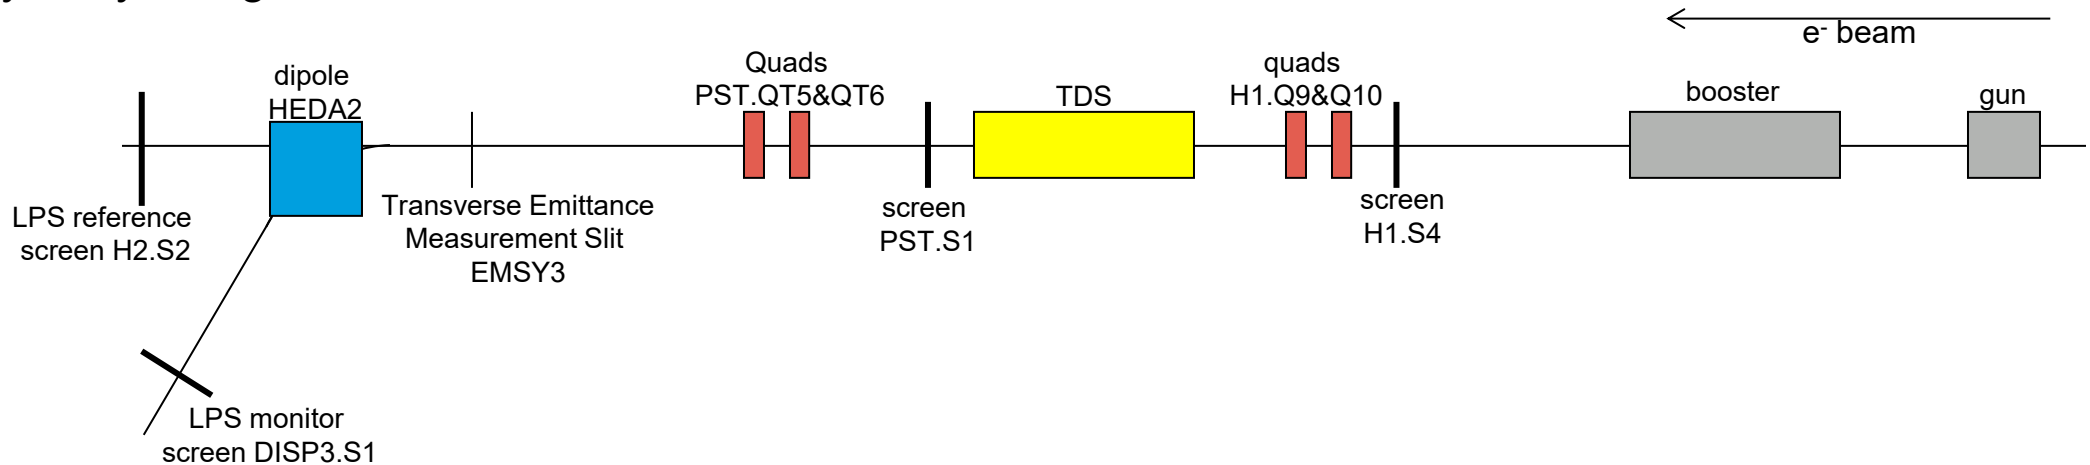 e- beam
dipole
HEDA2
Quads
PST.QT5&QT6
TDS
quads
H1.Q9&Q10
booster
gun
LPS reference
screen H2.S2
Transverse Emittance
Measurement Slit
EMSY3
screen
PST.S1
screen
H1.S4
LPS monitor
screen DISP3.S1